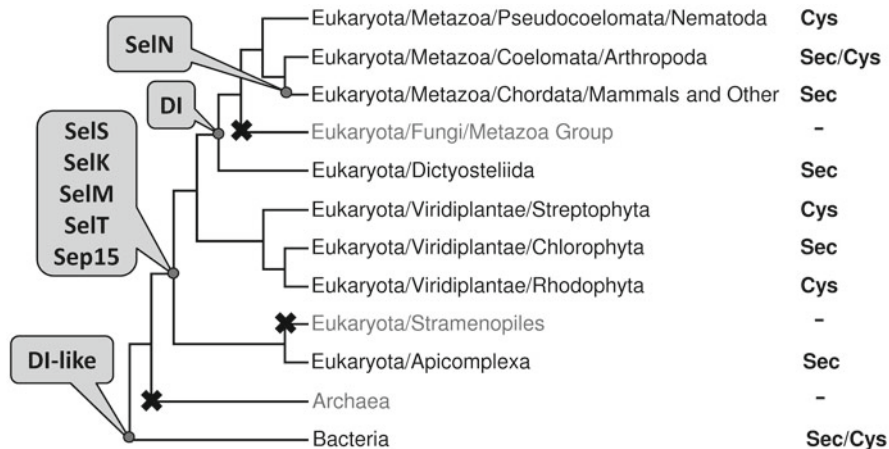 Eukaryota/Metazoa/Pseudocoelomata/Nematoda Cys
SelN
Eukaryota/Metazoa/Coelomata/Arthropoda Sec/Cys
Eukaryota/Metazoa/Chordata/Mammals and Other Sec
DI
Eukaryota/Fungi/Metazoa Group -
SelS
SelK
SelM
SelT
Sep15
Eukaryota/Dictyosteliida Sec
Eukaryota/Viridiplantae/Streptophyta Cys
Eukaryota/Viridiplantae/Chlorophyta Sec
Eukaryota/Viridiplantae/Rhodophyta Cys
Eukaryota/Stramenopiles -
DI-like
Eukaryota/Apicomplexa Sec
Archaea -
Bacteria Sec/Cys